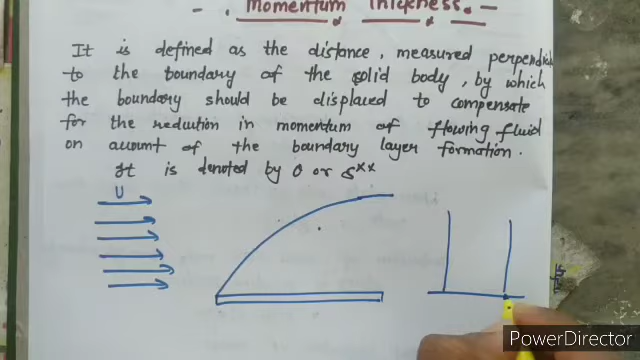 - . Momentum Thickness. -
It is defined as the distance, measured perpendic
to the boundary of the solid body, by which
the boundary should be displaced to compensate
for the reduction in momentum of flowing fluid
on amount of the boundary layer formation.
It is denoted by θ or δ**
U
PowerDirector